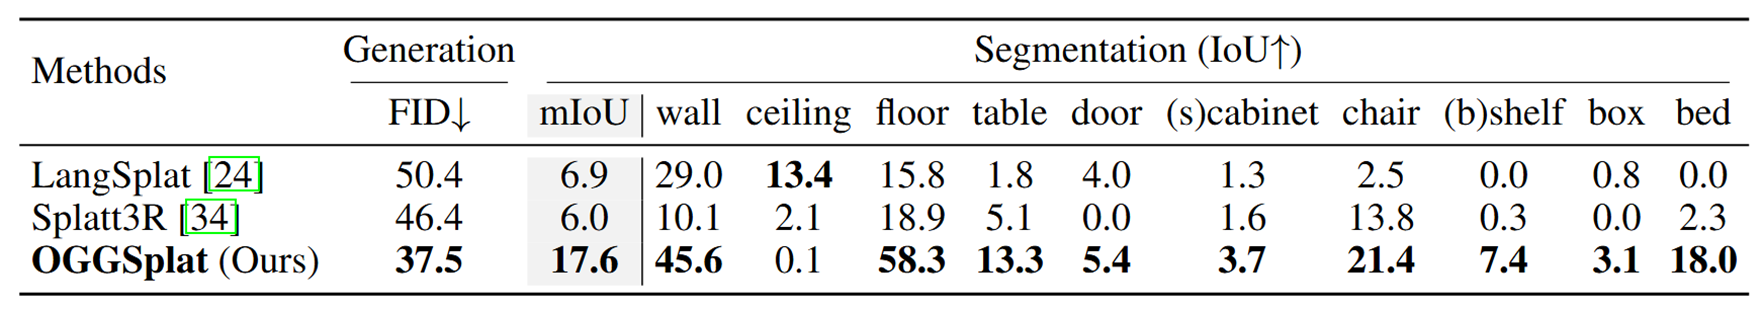 Methods Generation Segmentation (IoU↑)
FID↓ mIoU wall ceiling floor table door (s)cabinet chair (b)shelf box bed
LangSplat [24] 50.4 6.9 29.0 13.4 15.8 1.8 4.0 1.3 2.5 0.0 0.8 0.0
Splatt3R [34] 46.4 6.0 10.1 2.1 18.9 5.1 0.0 1.6 13.8 0.3 0.0 2.3
OGGSplat (Ours) 37.5 17.6 45.6 0.1 58.3 13.3 5.4 3.7 21.4 7.4 3.1 18.0